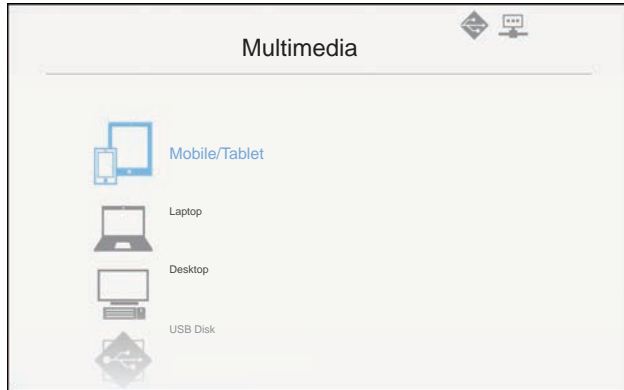 Multimedia
Mobile/Tablet
Laptop
Desktop
USB Disk